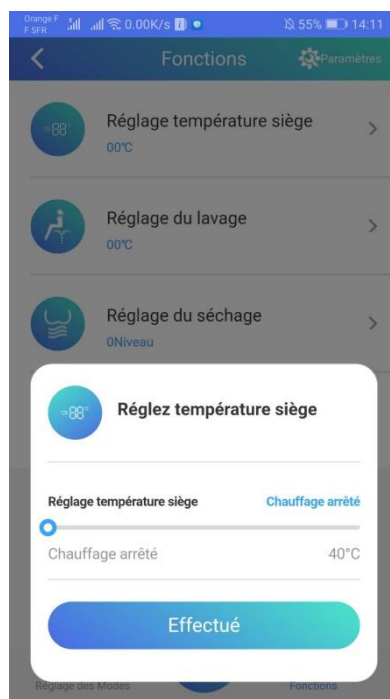 Orange F
F SFR
0.00K/s
55%
14:11
Fonctions
Paramètres
Réglage température siège
00℃
Réglage du lavage
00℃
Réglage du séchage
0Niveau
Réglez température siège
Réglage température siège
Chauffage arrêté
Chauffage arrêté
40°C
Effectué
Réglage des Modes
Fonctions